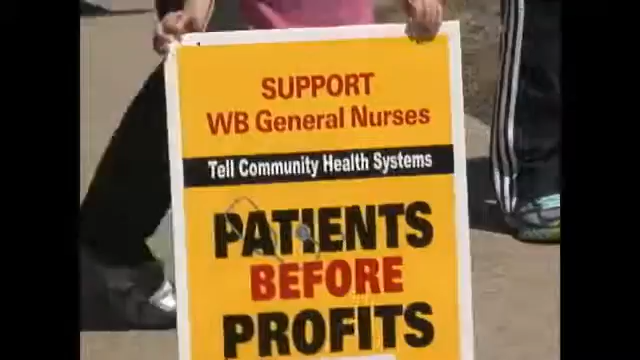 SUPPORT
WB General Nurses
Tell Community Health Systems
PATIENTS
BEFORE
PROFITS